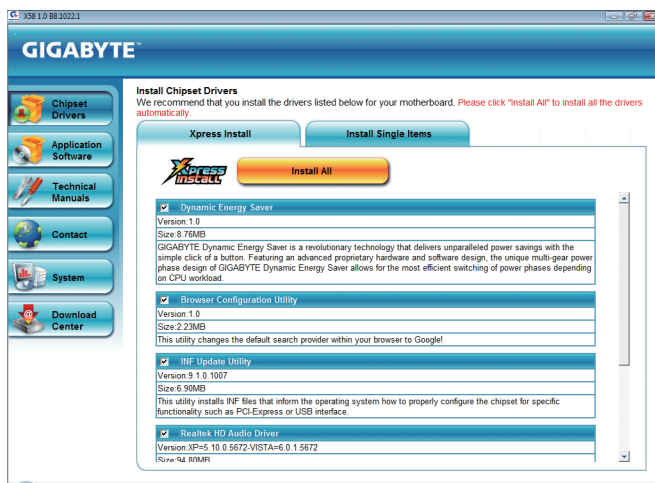 X58 1.0 B8.1022.1
GIGABYTE™
Chipset
Drivers
Application
Software
Technical
Manuals
Contact
System
Download
Center
Install Chipset Drivers
We recommend that you install the drivers listed below for your motherboard. Please click "Install All" to install all the drivers
automatically.
Xpress Install
Install Single Items
Xpress
Install
Install All
Dynamic Energy Saver
Version:1.0
Size:8.76MB
GIGABYTE Dynamic Energy Saver is a revolutionary technology that delivers unparalleled power savings with the
simple click of a button. Featuring an advanced proprietary hardware and software design, the unique multi-gear power
phase design of GIGABYTE Dynamic Energy Saver allows for the most efficient switching of power phases depending
on CPU workload.
Browser Configuration Utility
Version:1.0
Size:2.23MB
This utility changes the default search provider within your browser to Google!
INF Update Utility
Version:9.1.0.1007
Size:6.90MB
This utility installs INF files that inform the operating system how to properly configure the chipset for specific
functionality such as PCI-Express or USB interface.
Realtek HD Audio Driver
Version:XP=5.10.0.5672-VISTA=6.0.1.5672
Size:94.80MB